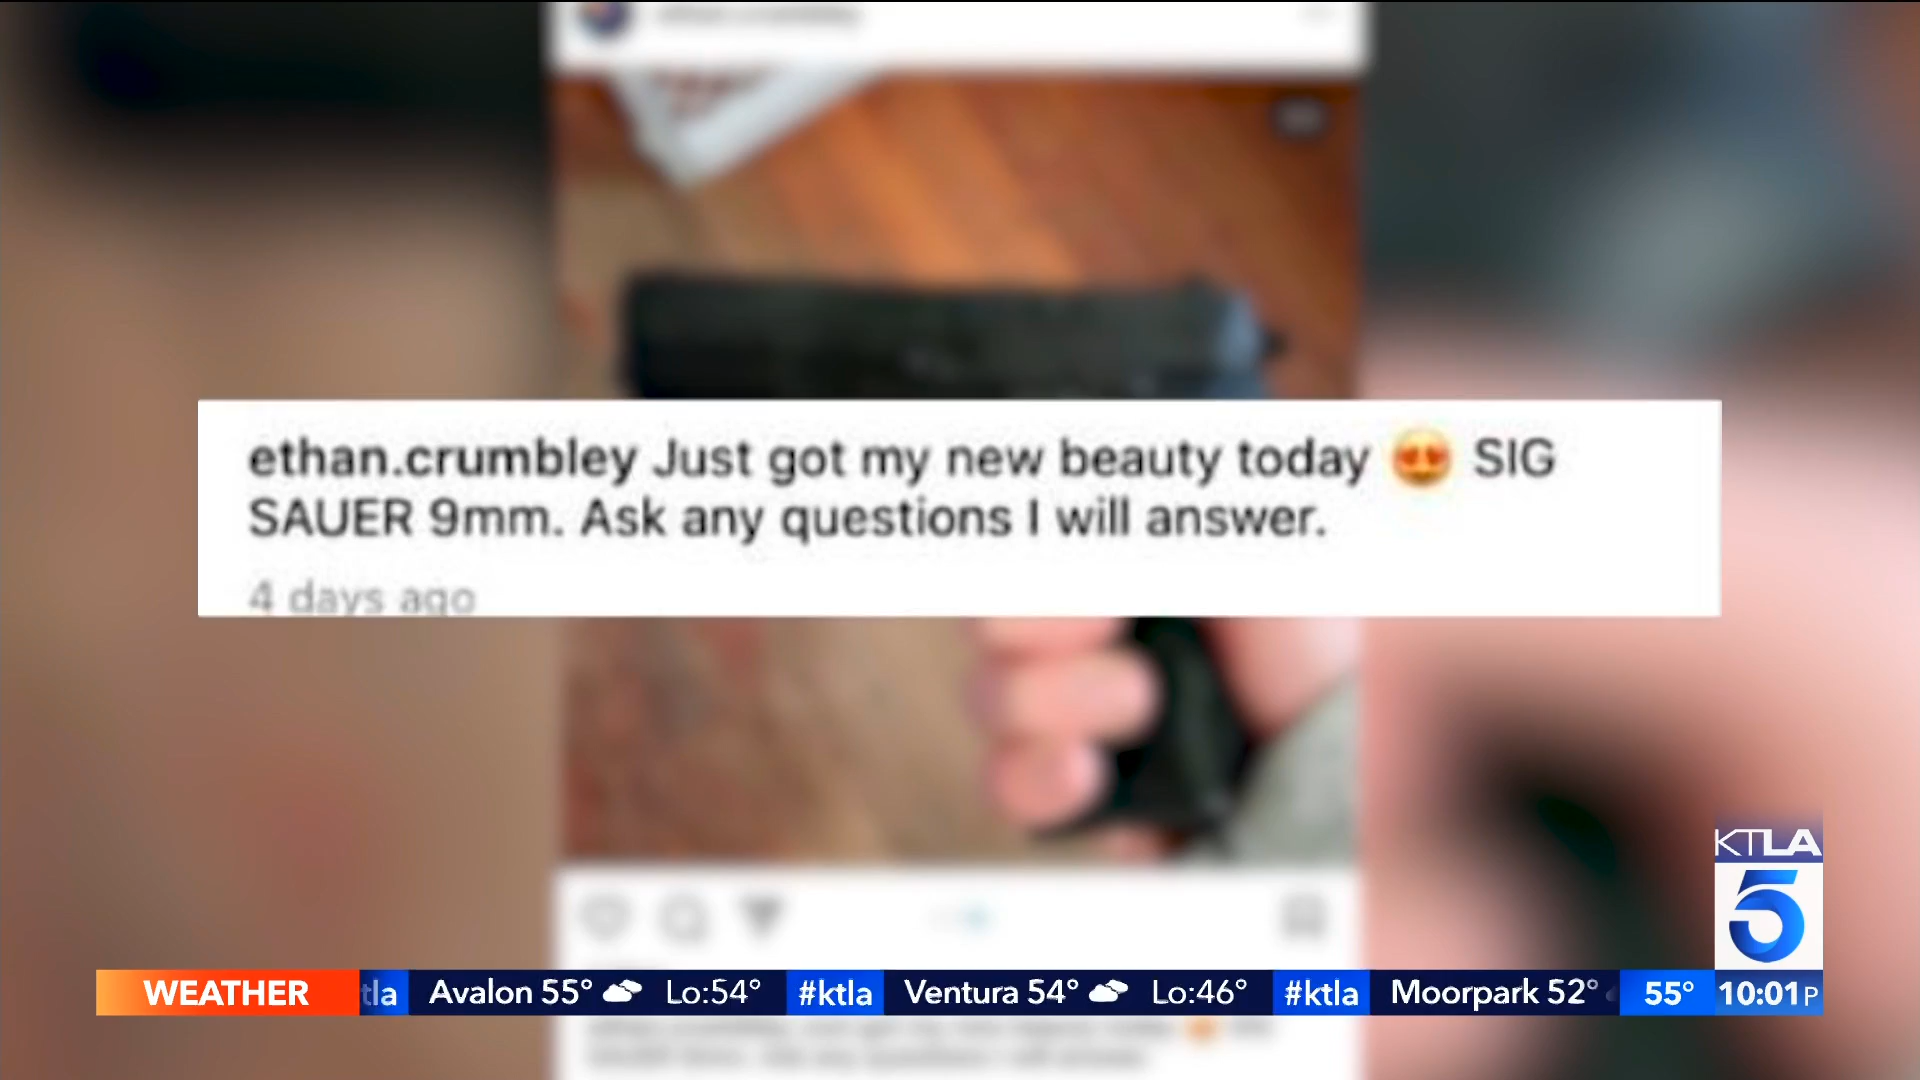 ethan.crumbley Just got my new beauty today 😍 SIG
SAUER 9mm. Ask any questions I will answer.
4 days ago
KTLA
5
WEATHER tla Avalon 55° Lo:54° #ktla Ventura 54° Lo:46° #ktla Moorpark 52° 55° 10:01P